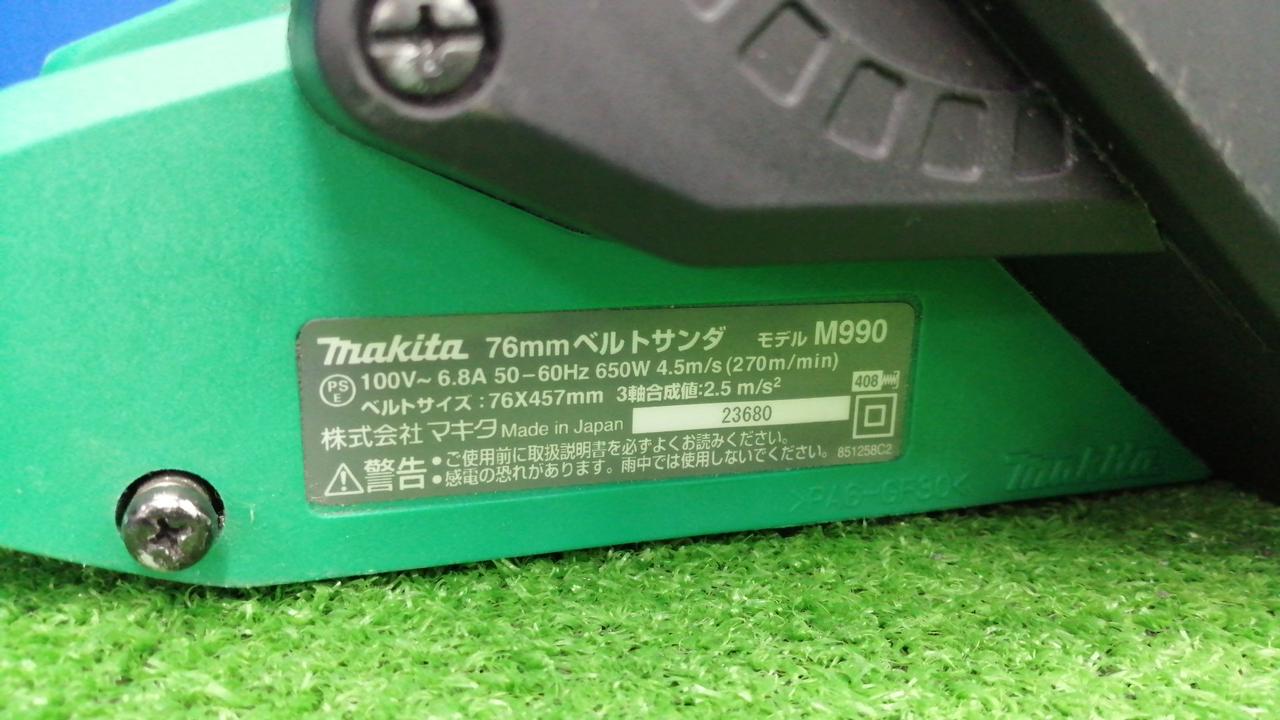 makita 76mmベルトサンダ モデル M990
PS E 100V~ 6.8A 50-60Hz 650W 4.5m/s (270m/min)
ベルトサイズ:76X457mm 3軸合成値:2.5 m/s² 408
株式会社 マキタ Made in Japan 23680
⚠警告 •ご使用前に取扱説明書を必ずよくお読みください。
•感電の恐れがあります。雨中では使用しないでください。 851258C2
makita